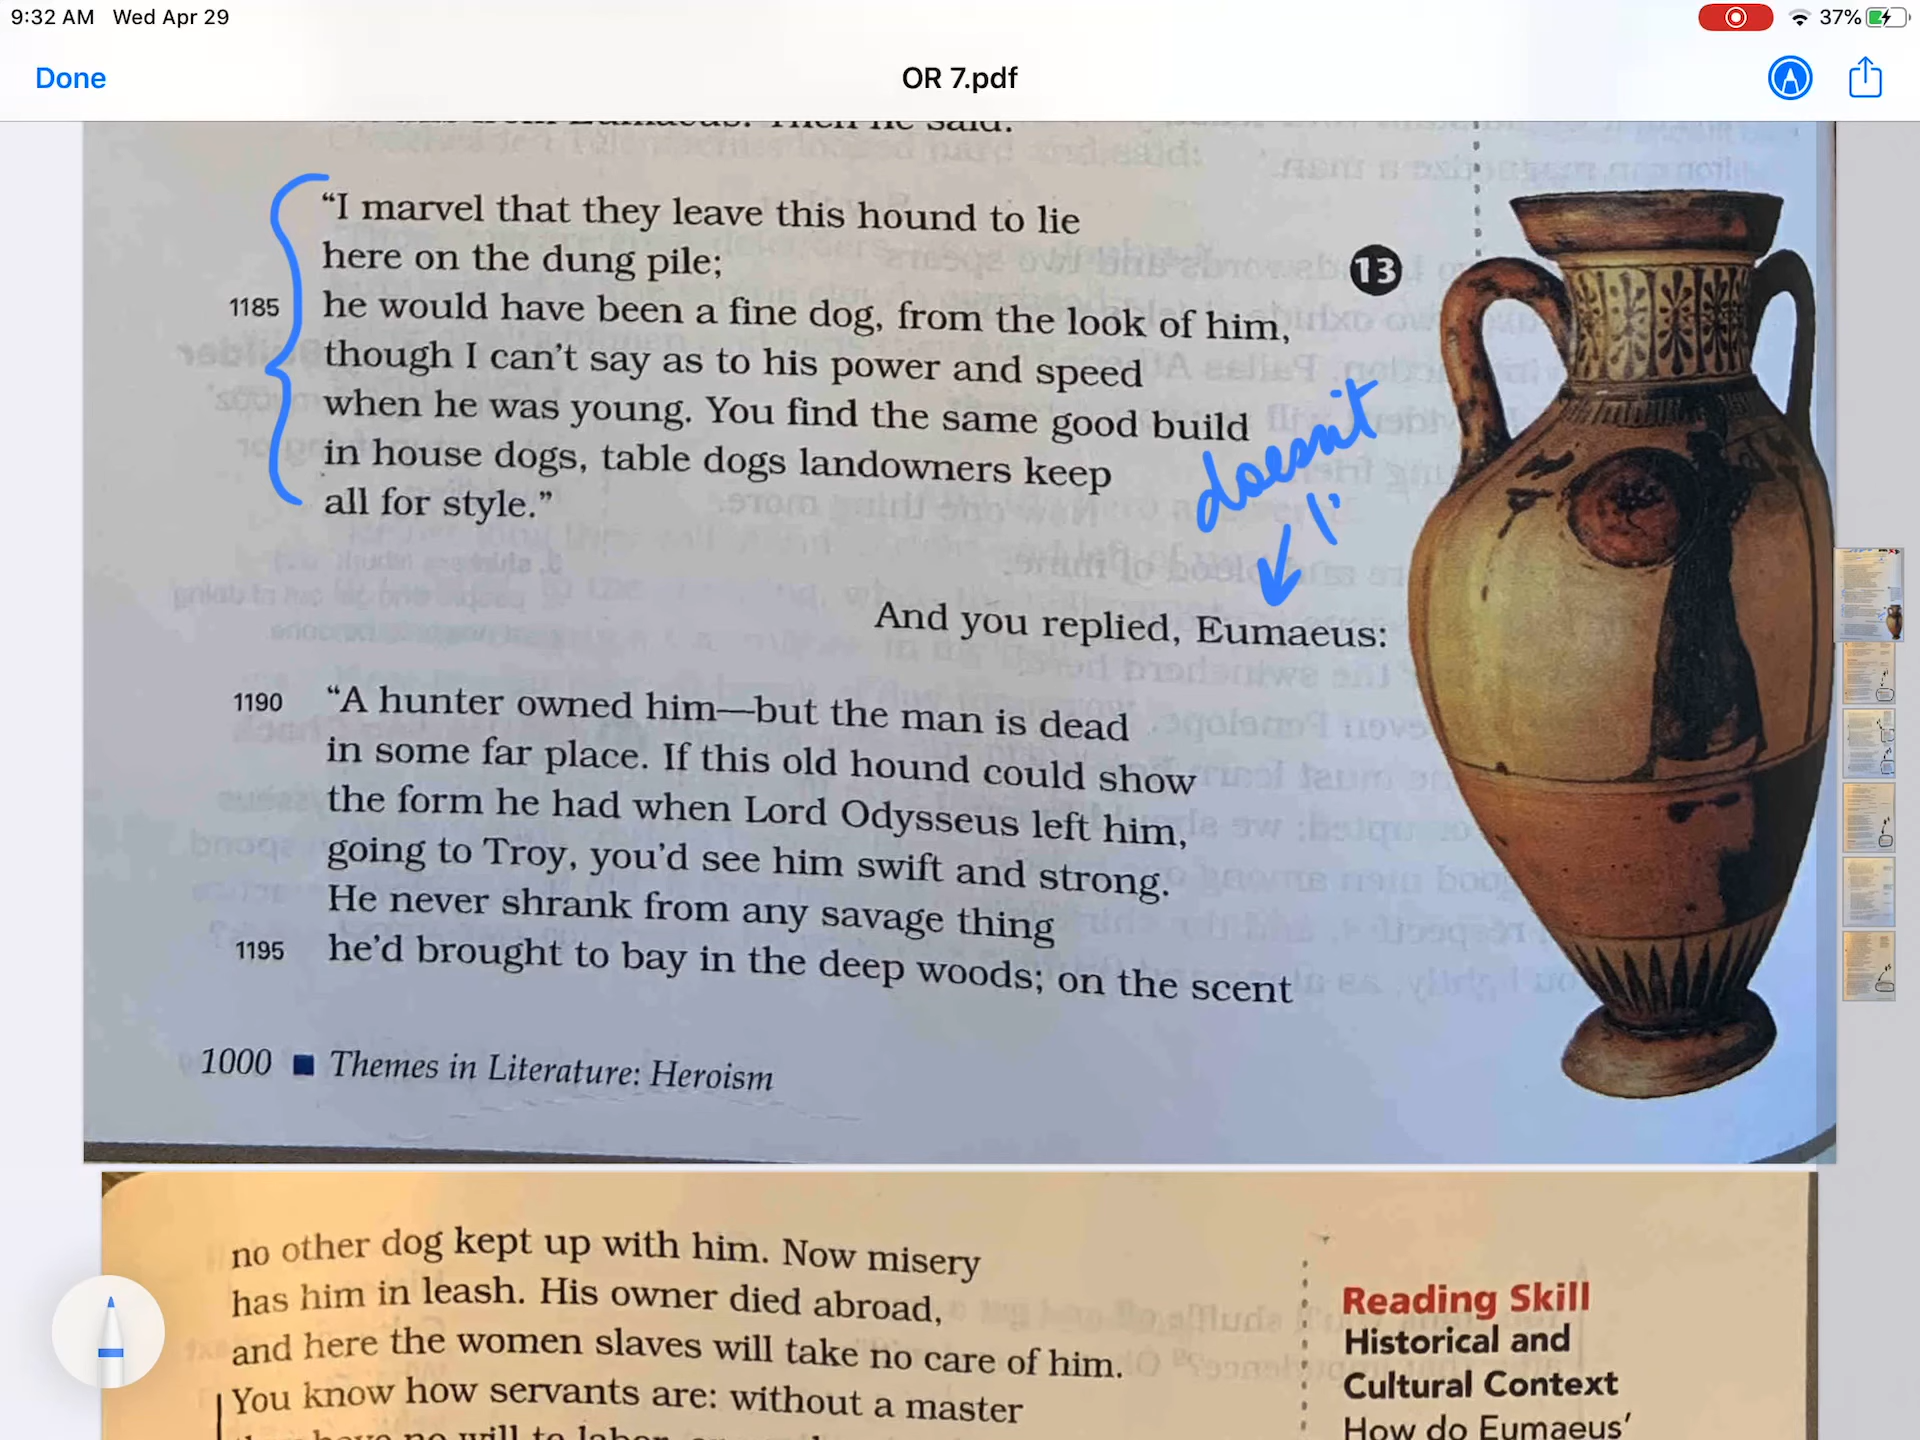 9:32 AM Wed Apr 29
37%
Done
OR 7.pdf
Then he said:
“I marvel that they leave this hound to lie
here on the dung pile;
13
1185 he would have been a fine dog, from the look of him,
though I can’t say as to his power and speed
when he was young. You find the same good build
in house dogs, table dogs landowners keep
all for style.”
doesn't
And you replied, Eumaeus:
1190 “A hunter owned him—but the man is dead
in some far place. If this old hound could show
the form he had when Lord Odysseus left him,
going to Troy, you’d see him swift and strong.
He never shrank from any savage thing
1195 he’d brought to bay in the deep woods; on the scent
1000 ■ Themes in Literature: Heroism
no other dog kept up with him. Now misery
has him in leash. His owner died abroad,
and here the women slaves will take no care of him.
You know how servants are: without a master
Reading Skill
Historical and
Cultural Context
How do Eumaeus’